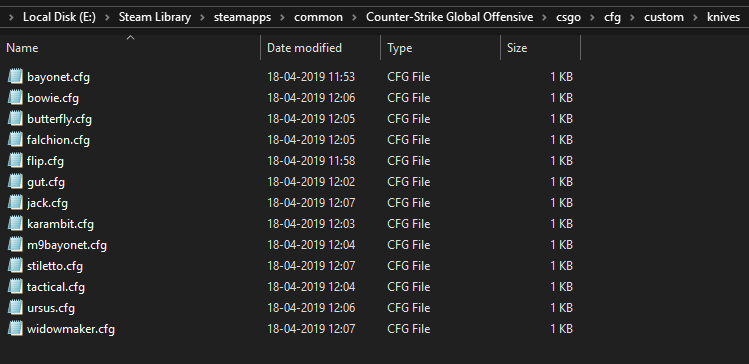 Local Disk (E:) > Steam Library > steamapps > common > Counter-Strike Global Offensive > csgo > cfg > custom > knives
Name Date modified Type Size
bayonet.cfg 18-04-2019 11:53 CFG File 1 KB
bowie.cfg 18-04-2019 12:06 CFG File 1 KB
butterfly.cfg 18-04-2019 12:05 CFG File 1 KB
falchion.cfg 18-04-2019 12:05 CFG File 1 KB
flip.cfg 18-04-2019 11:58 CFG File 1 KB
gut.cfg 18-04-2019 12:02 CFG File 1 KB
jack.cfg 18-04-2019 12:07 CFG File 1 KB
karambit.cfg 18-04-2019 12:03 CFG File 1 KB
m9bayonet.cfg 18-04-2019 12:04 CFG File 1 KB
stiletto.cfg 18-04-2019 12:07 CFG File 1 KB
tactical.cfg 18-04-2019 12:04 CFG File 1 KB
ursus.cfg 18-04-2019 12:06 CFG File 1 KB
widowmaker.cfg 18-04-2019 12:07 CFG File 1 KB